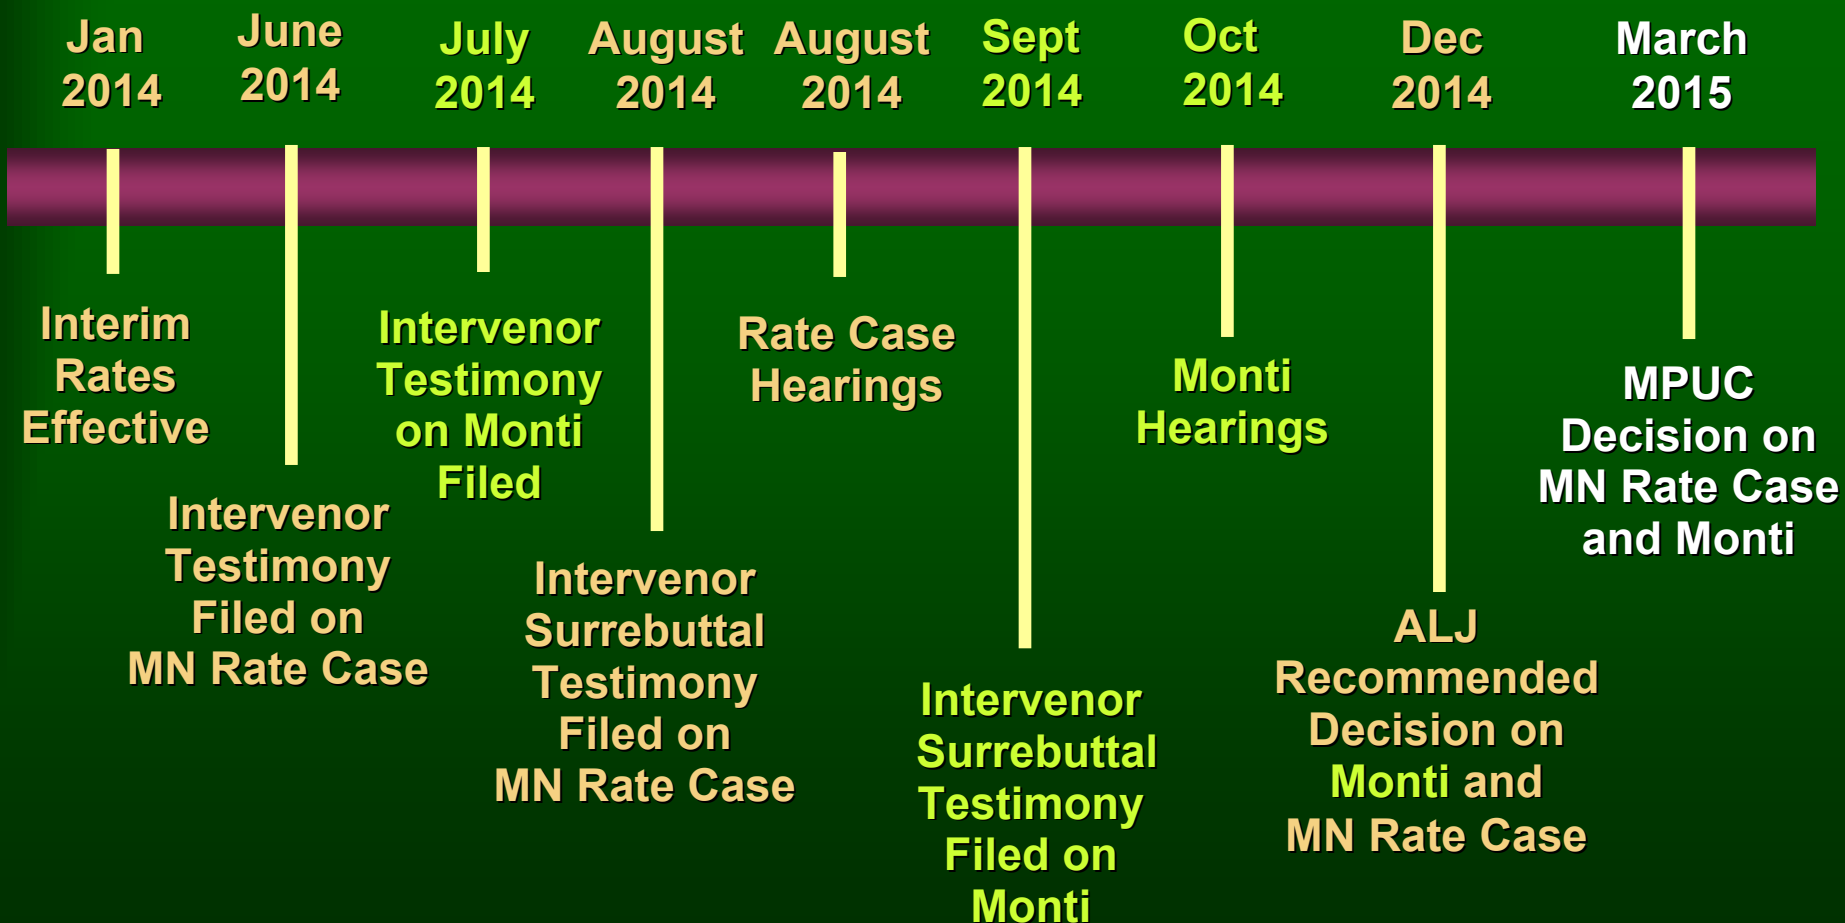 Jan
2014
June
2014
July
2014
August
2014
August
2014
Sept
2014
Oct
2014
Dec
2014
March
2015
Interim
Rates
Effective
Intervenor
Testimony
Filed on
MN Rate Case
Intervenor
Testimony
on Monti
Filed
Intervenor
Surrebuttal
Testimony
Filed on
MN Rate Case
Rate Case
Hearings
Intervenor
Surrebuttal
Testimony
Filed on
Monti
Monti
Hearings
ALJ
Recommended
Decision on
Monti and
MN Rate Case
MPUC
Decision on
MN Rate Case
and Monti